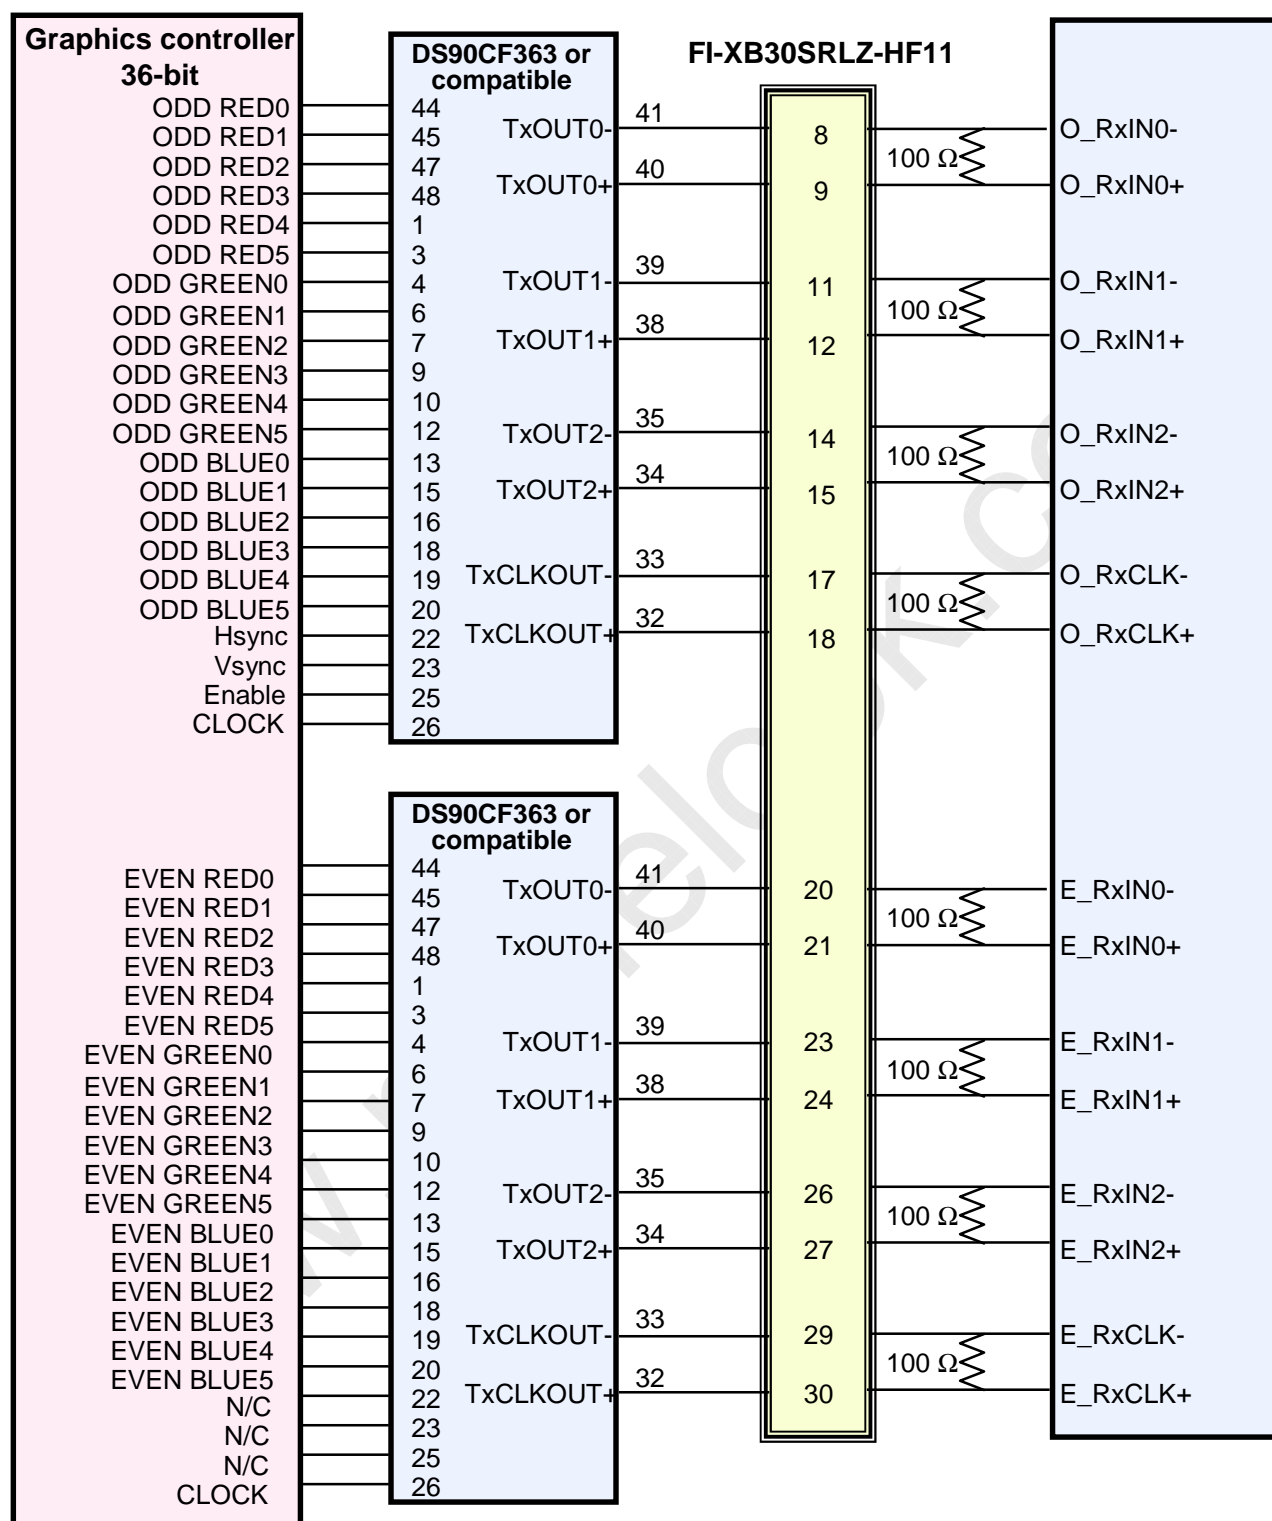 Graphics controller
36-bit
ODD RED0
ODD RED1
ODD RED2
ODD RED3
ODD RED4
ODD RED5
ODD GREEN0
ODD GREEN1
ODD GREEN2
ODD GREEN3
ODD GREEN4
ODD GREEN5
ODD BLUE0
ODD BLUE1
ODD BLUE2
ODD BLUE3
ODD BLUE4
ODD BLUE5
Hsync
Vsync
Enable
CLOCK
EVEN RED0
EVEN RED1
EVEN RED2
EVEN RED3
EVEN RED4
EVEN RED5
EVEN GREEN0
EVEN GREEN1
EVEN GREEN2
EVEN GREEN3
EVEN GREEN4
EVEN GREEN5
EVEN BLUE0
EVEN BLUE1
EVEN BLUE2
EVEN BLUE3
EVEN BLUE4
EVEN BLUE5
N/C
N/C
N/C
CLOCK
DS90CF363 or
compatible
44
45
47
48
1
3
4
6
7
9
10
12
13
15
16
18
19
20
22
23
25
26
TxOUT0-
TxOUT0+
TxOUT1-
TxOUT1+
TxOUT2-
TxOUT2+
TxCLKOUT-
TxCLKOUT+
41
40
39
38
35
34
33
32
DS90CF363 or
compatible
44
45
47
48
1
3
4
6
7
9
10
12
13
15
16
18
19
20
22
23
25
26
TxOUT0-
TxOUT0+
TxOUT1-
TxOUT1+
TxOUT2-
TxOUT2+
TxCLKOUT-
TxCLKOUT+
41
40
39
38
35
34
33
32
FI-XB30SRLZ-HF11
8
9
11
12
14
15
17
18
20
21
23
24
26
27
29
30
100 Ω
100 Ω
100 Ω
100 Ω
100 Ω
100 Ω
100 Ω
100 Ω
O_RxIN0-
O_RxIN0+
O_RxIN1-
O_RxIN1+
O_RxIN2-
O_RxIN2+
O_RxCLK-
O_RxCLK+
E_RxIN0-
E_RxIN0+
E_RxIN1-
E_RxIN1+
E_RxIN2-
E_RxIN2+
E_RxCLK-
E_RxCLK+